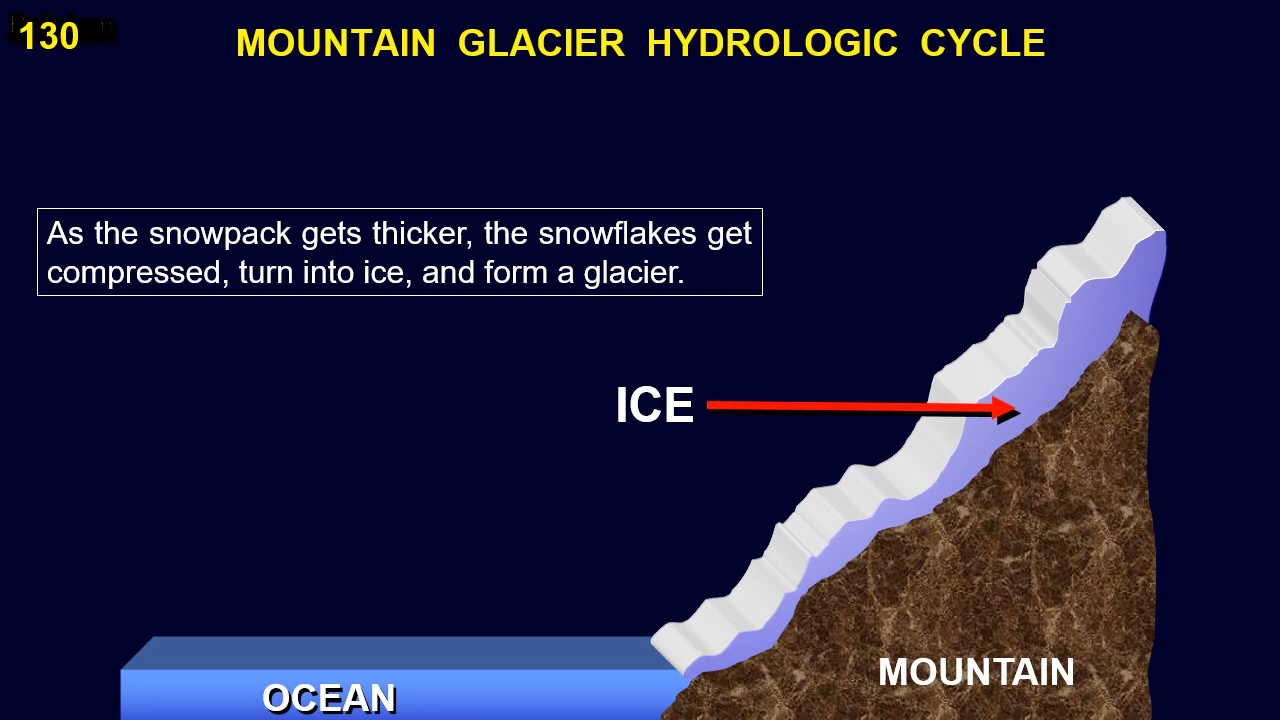 130
MOUNTAIN GLACIER HYDROLOGIC CYCLE
As the snowpack gets thicker, the snowflakes get
compressed, turn into ice, and form a glacier.
ICE
MOUNTAIN
OCEAN